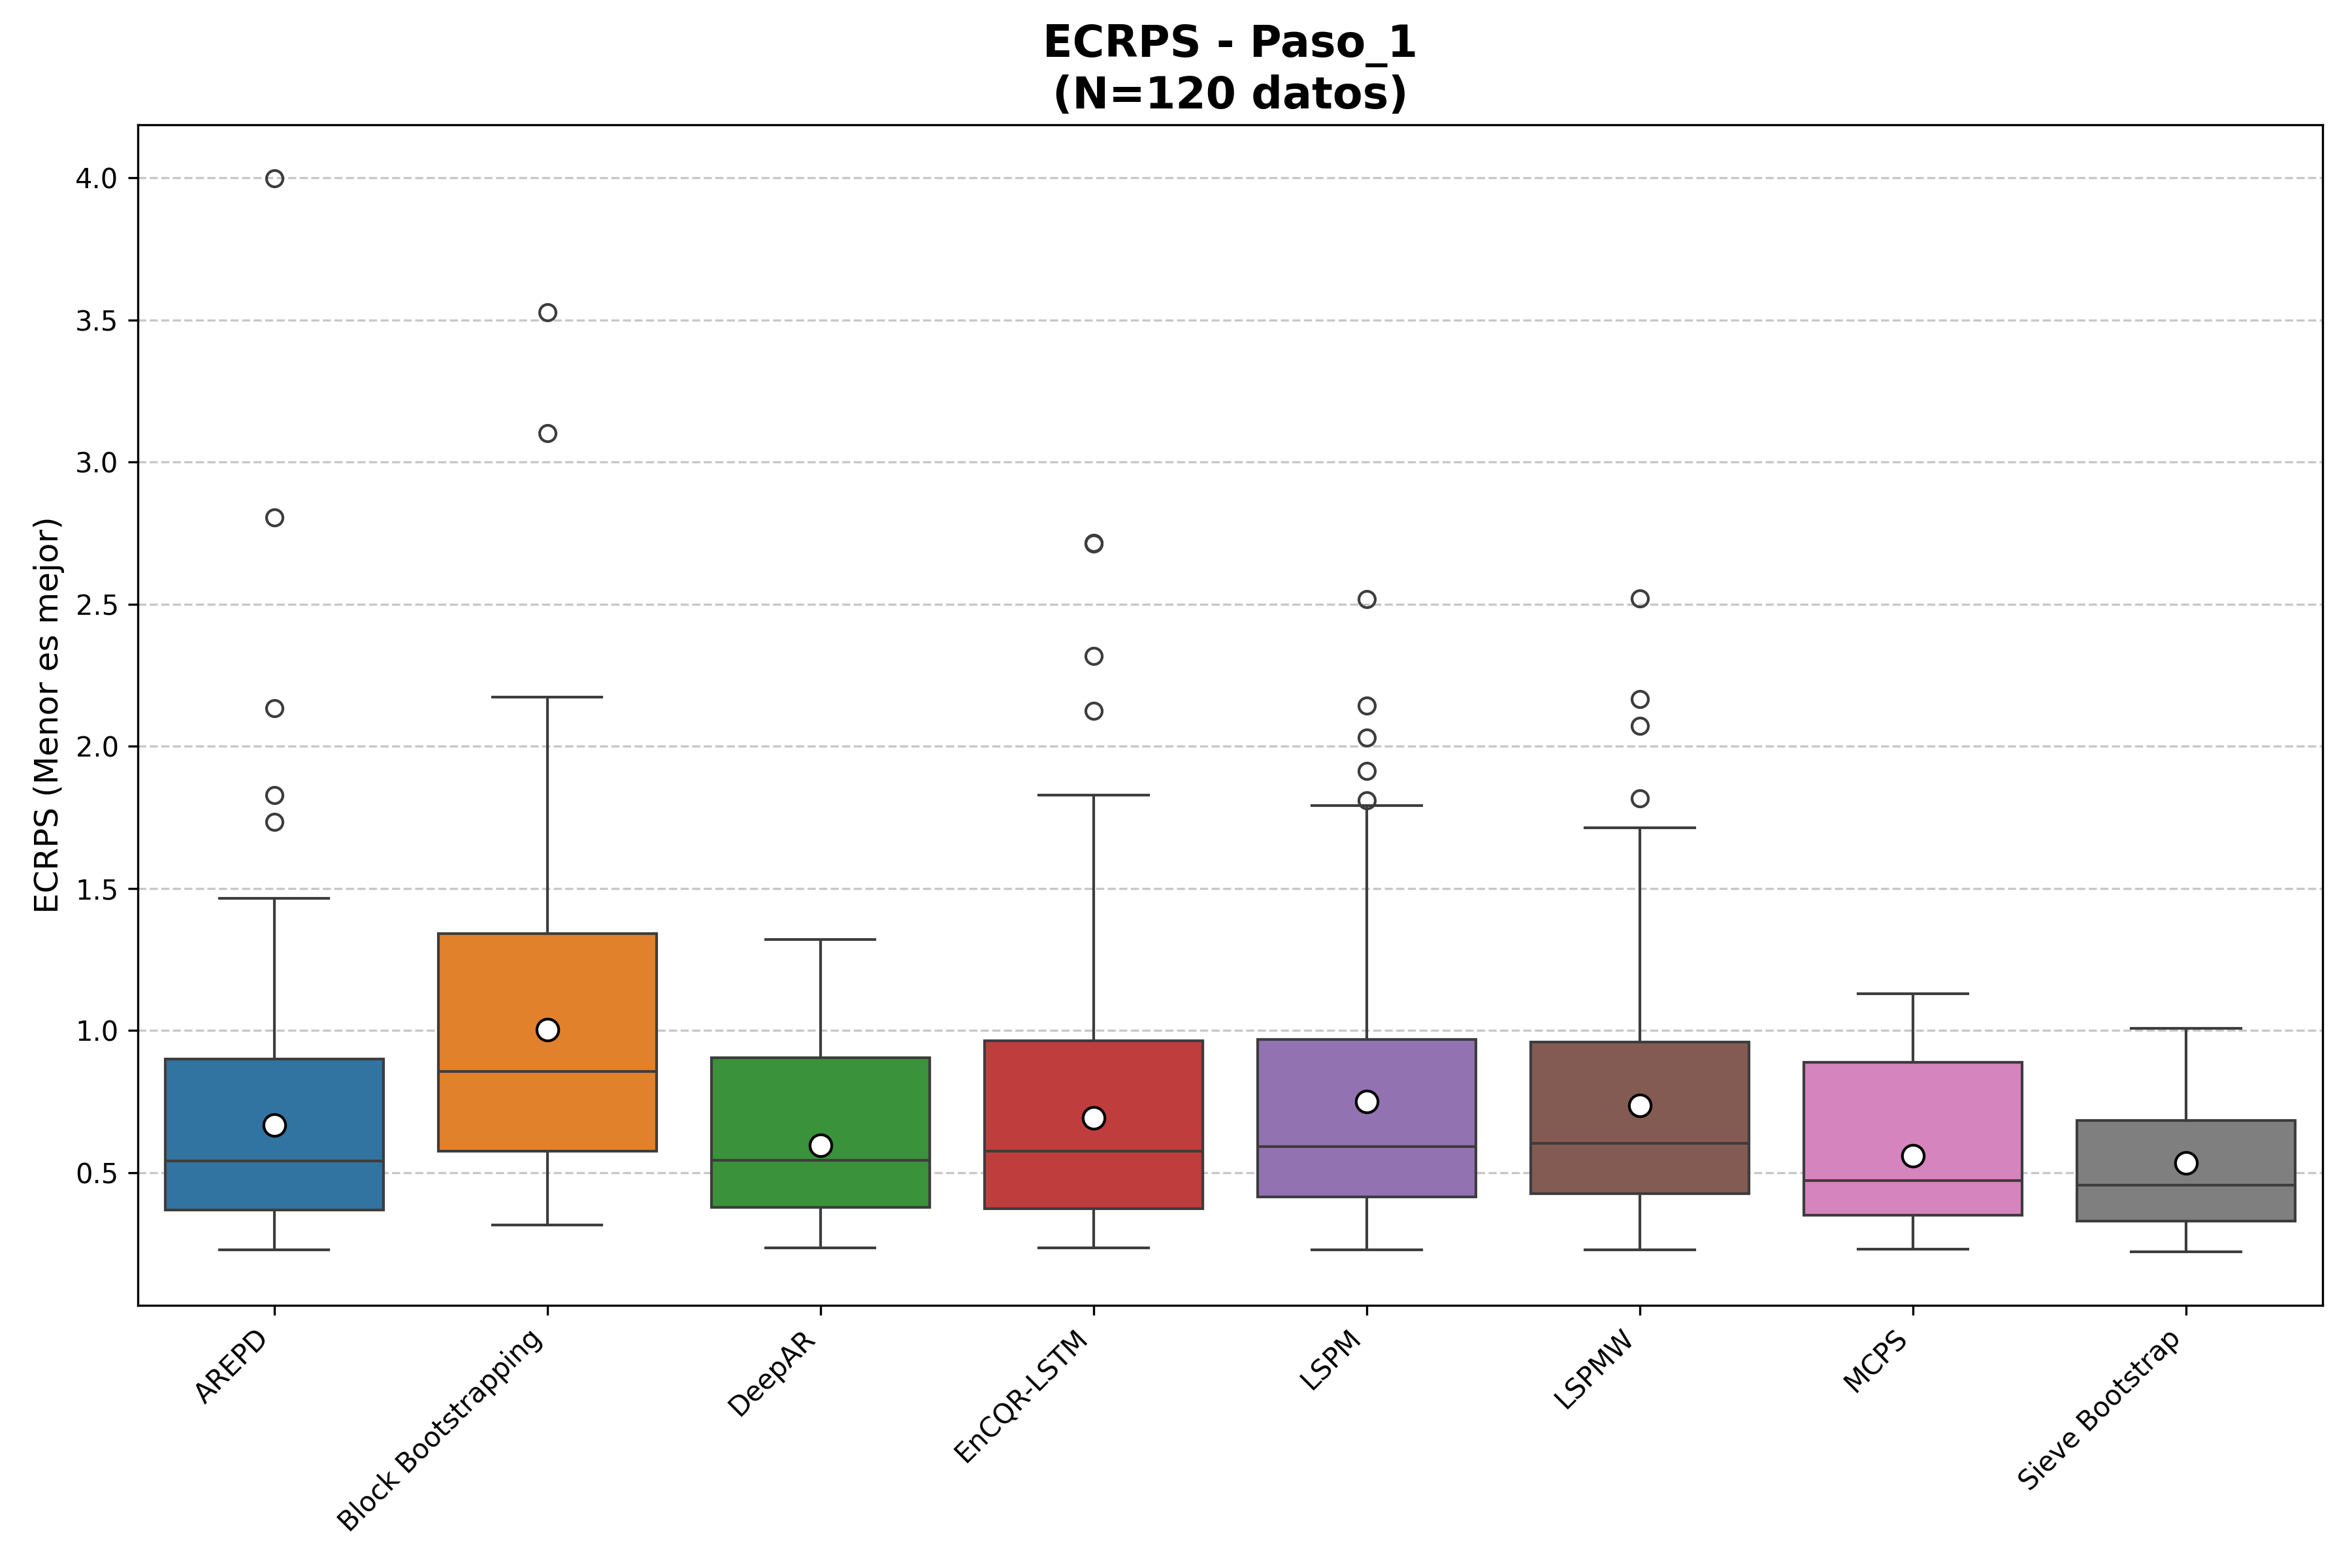 ECRPS - Paso_1
(N=120 datos)
ECRPS (Menor es mejor)
4.0
3.5
3.0
2.5
2.0
1.5
1.0
0.5
AREPD
Block Bootstrapping
DeepAR
EnCQR-LSTM
LSPM
LSPMW
MCPS
Sieve Bootstrap